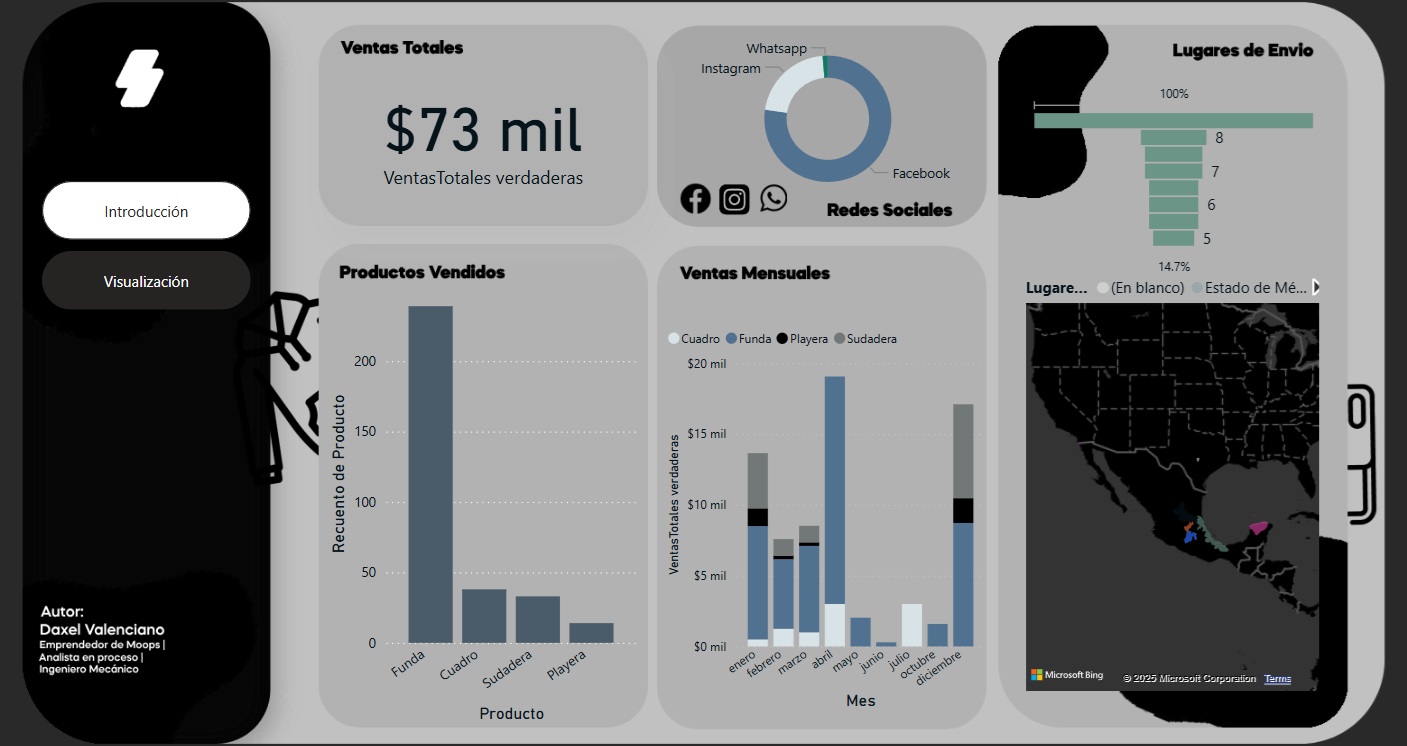 Introducción
Visualización
Autor:
Daxel Valenciano
Emprendedor de Moops |
Analista en proceso |
Ingeniero Mecánico
Ventas Totales
$73 mil
VentasTotales verdaderas
Whatsapp
Instagram
Facebook
Redes Sociales
Productos Vendidos
Recuento de Producto
200
150
100
50
0
Funda
Cuadro
Sudadera
Playera
Producto
Ventas Mensuales
Cuadro
Funda
Playera
Sudadera
VentasTotales verdaderas
$20 mil
$15 mil
$10 mil
$5 mil
$0 mil
enero
febrero
marzo
abril
mayo
junio
julio
octubre
diciembre
Mes
Lugares de Envio
100%
8
7
6
5
14.7%
Lugare...
(En blanco)
Estado de Mé...
Microsoft Bing
© 2025 Microsoft Corporation
Terms